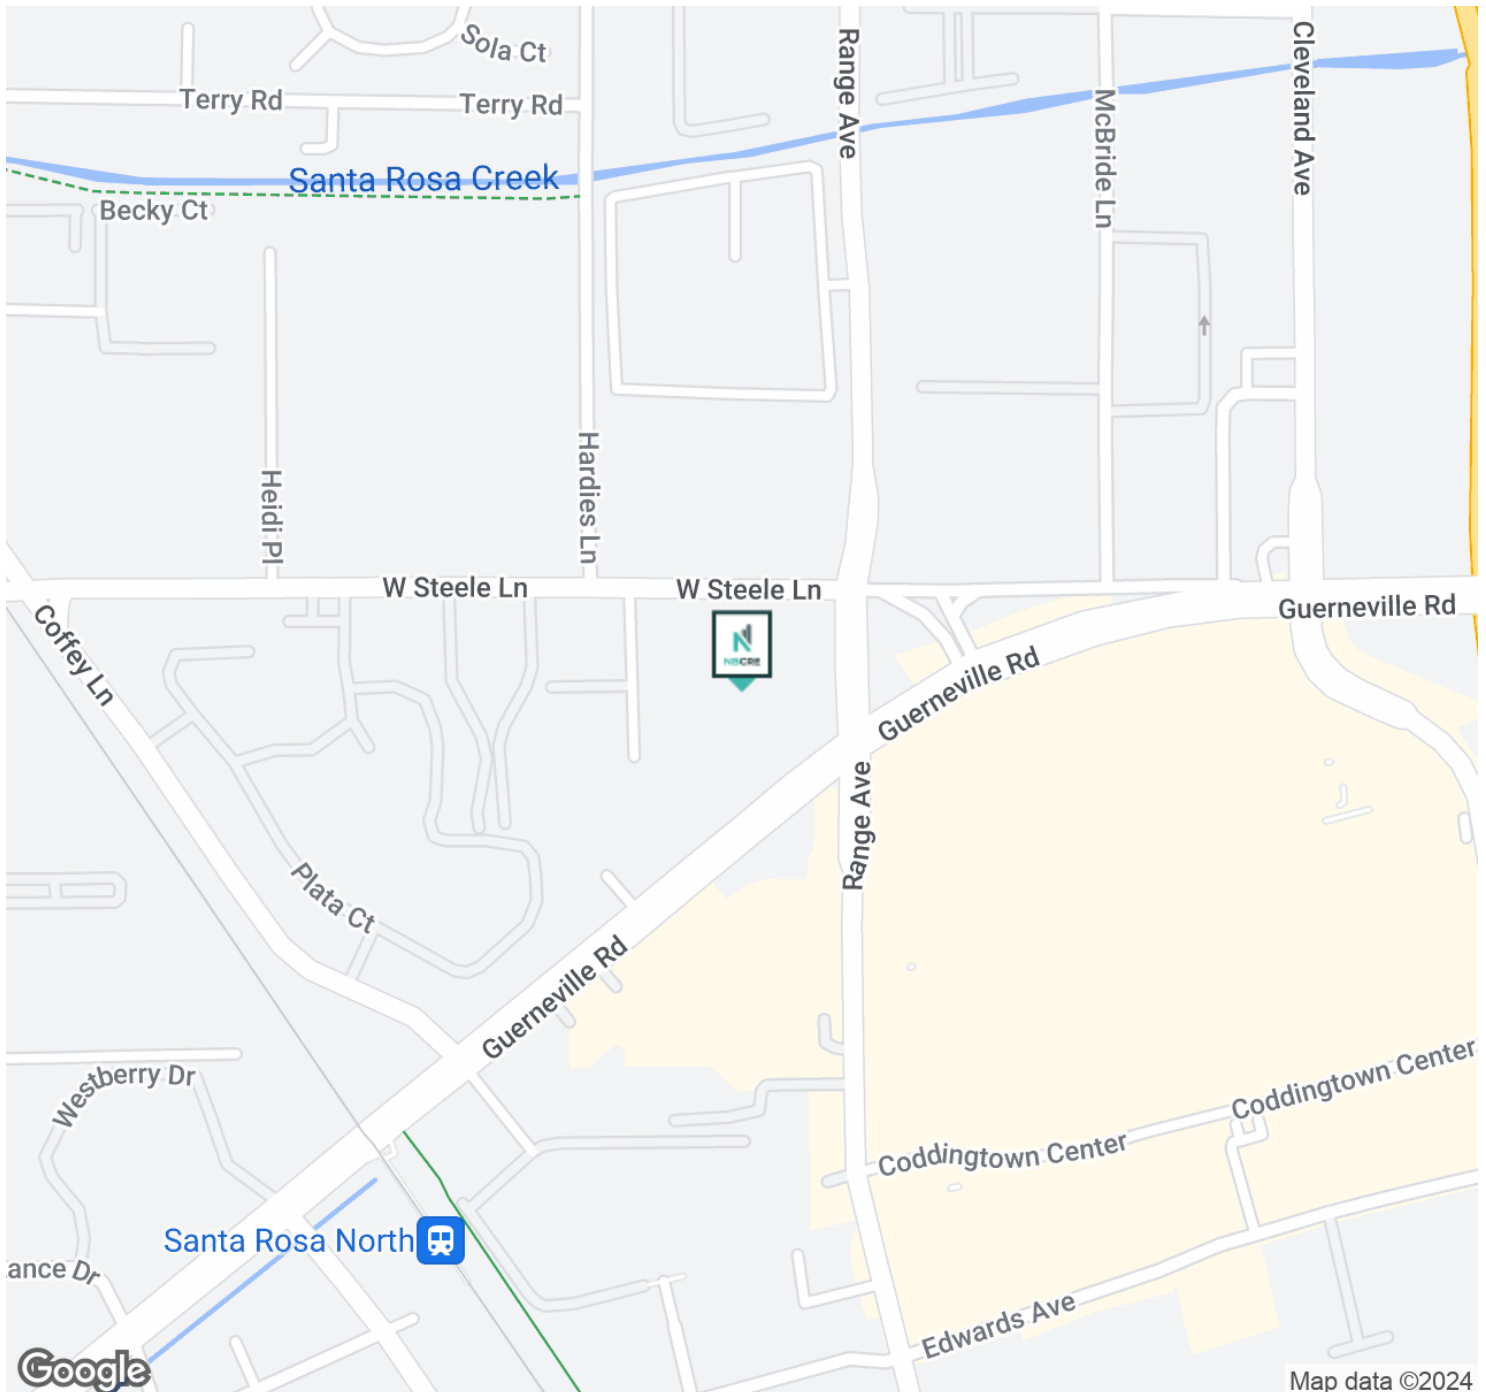 Sola Ct
Range Ave
Cleveland Ave
Terry Rd
Terry Rd
McBride Ln
Santa Rosa Creek
Becky Ct
Heidi Pl
Hardies Ln
W Steele Ln
W Steele Ln
Guerneville Rd
Coffey Ln
NBCRE
Guerneville Rd
Range Ave
Plata Ct
Guerneville Rd
Westberry Dr
Coddingtown Center
Coddingtown Center
Santa Rosa North
ance Dr
Edwards Ave
Google
Map data ©2024